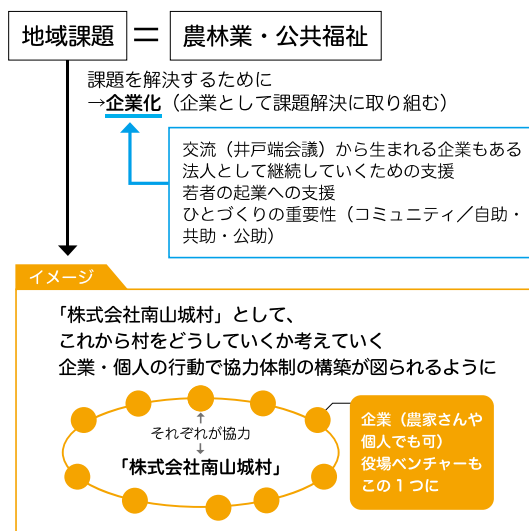 地域課題 = 農林業・公共福祉
課題を解決するために
→企業化（企業として課題解決に取り組む）
交流（井戸端会議）から生まれる企業もある
法人として継続していくための支援
若者の起業への支援
ひとづくりの重要性（コミュニティ／自助・
共助・公助）
イメージ
「株式会社南山城村」として、
これから村をどうしていくか考えていく
企業・個人の行動で協力体制の構築が図られるように
それぞれが協力
「株式会社南山城村」
企業（農家さんや
個人でも可）
役場ベンチャーも
この１つに